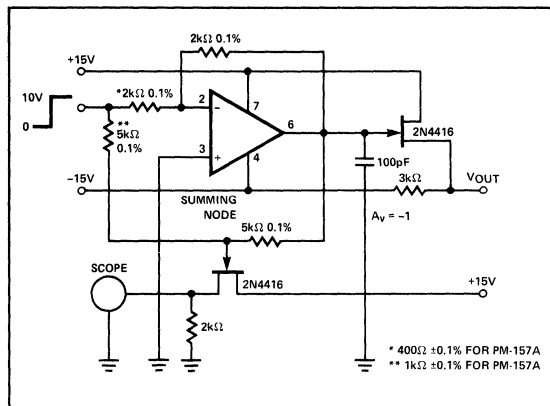 2kΩ 0.1%
+15V
10V
0
*2kΩ 0.1%
**
5kΩ
0.1%
2
7
−
6
3
+
4
2N4416
100pF
3kΩ
VOUT
−15V
SUMMING
NODE
AV = −1
5kΩ 0.1%
SCOPE
2N4416
+15V
2kΩ
* 400Ω ±0.1% FOR PM-157A
** 1kΩ ±0.1% FOR PM-157A